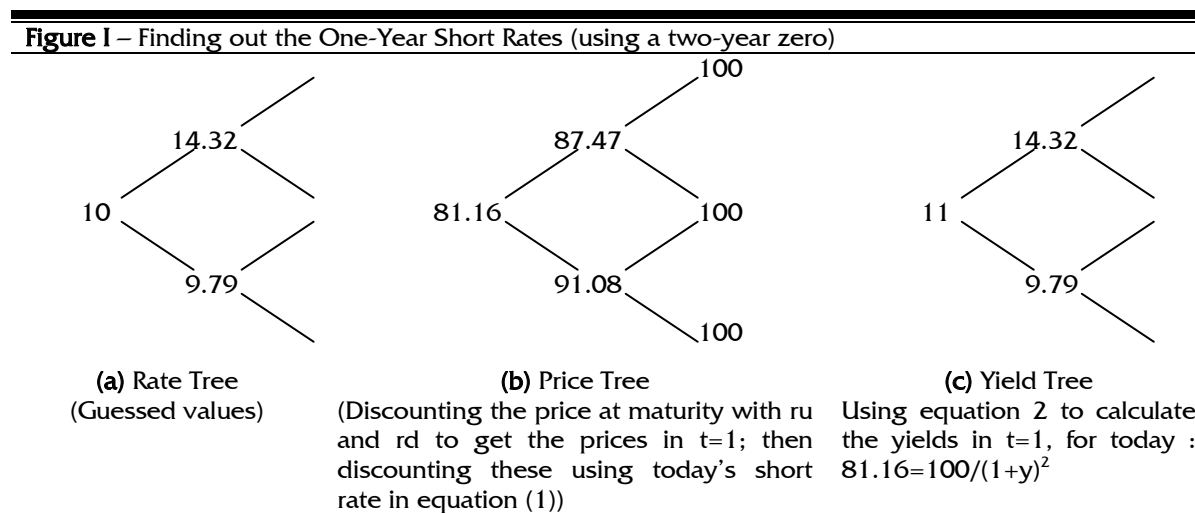 Figure I – Finding out the One-Year Short Rates (using a two-year zero)
100
14.32
87.47
14.32
10
81.16
100
11
9.79
91.08
9.79
100
(a) Rate Tree
(Guessed values)
(b) Price Tree
(Discounting the price at maturity with ru
and rd to get the prices in t=1; then
discounting these using today's short
rate in equation (1))
(c) Yield Tree
Using equation 2 to calculate
the yields in t=1, for today :
81.16=100/(1+y)²